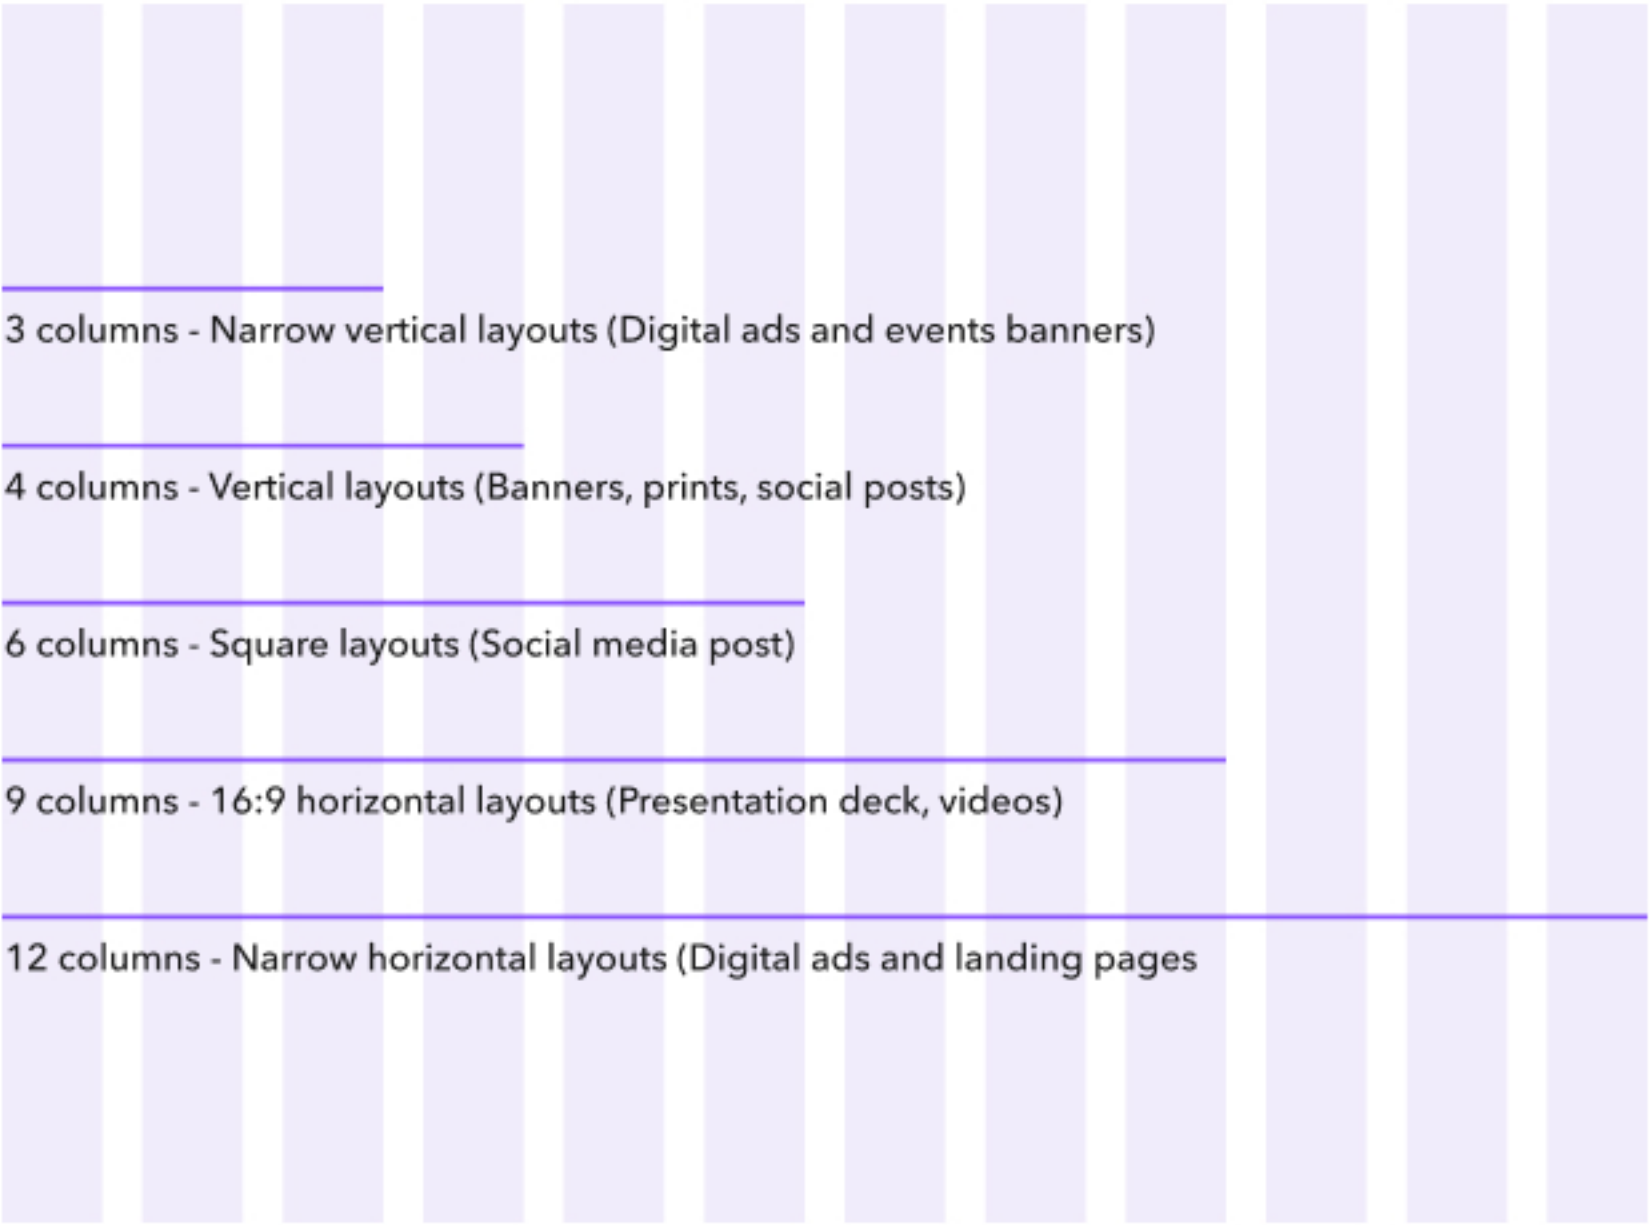 3 columns - Narrow vertical layouts (Digital ads and events banners)
4 columns - Vertical layouts (Banners, prints, social posts)
6 columns - Square layouts (Social media post)
9 columns - 16:9 horizontal layouts (Presentation deck, videos)
12 columns - Narrow horizontal layouts (Digital ads and landing pages